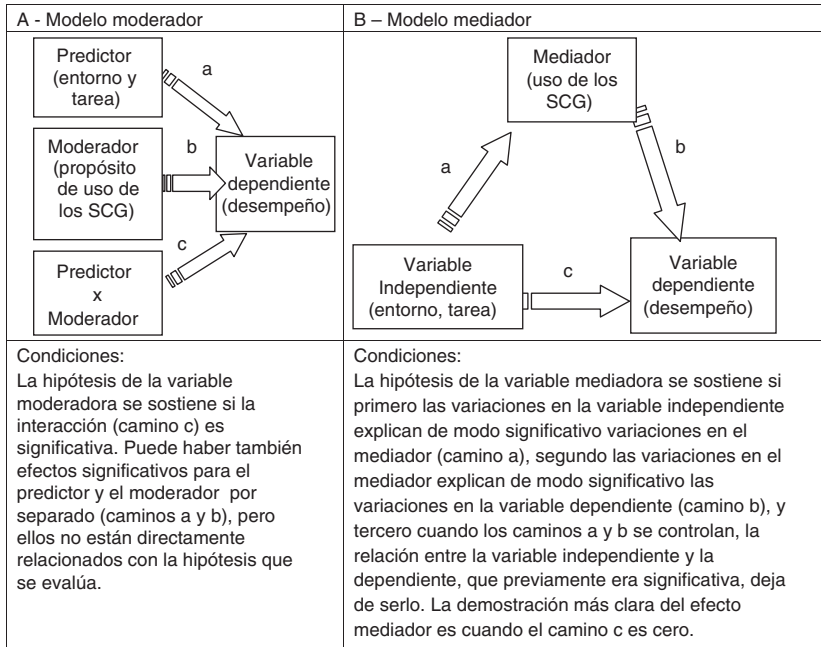 A - Modelo moderador
Predictor
(entorno y
tarea)
a
Moderador
(propósito
de uso de
los SCG)
b
Variable
dependiente
(desempeño)
c
Predictor
x
Moderador
Condiciones:
La hipótesis de la variable
moderadora se sostiene si la
interacción (camino c) es
significativa. Puede haber también
efectos significativos para el
predictor y el moderador por
separado (caminos a y b), pero
ellos no están directamente
relacionados con la hipótesis que
se evalúa.
B – Modelo mediador
Mediador
(uso de los
SCG)
a
b
Variable
Independiente
(entorno, tarea)
c
Variable
dependiente
(desempeño)
Condiciones:
La hipótesis de la variable mediadora se sostiene si
primero las variaciones en la variable independiente
explican de modo significativo variaciones en el
mediador (camino a), segundo las variaciones en el
mediador explican de modo significativo las
variaciones en la variable dependiente (camino b), y
tercero cuando los caminos a y b se controlan, la
relación entre la variable independiente y la
dependiente, que previamente era significativa, deja
de serlo. La demostración más clara del efecto
mediador es cuando el camino c es cero.